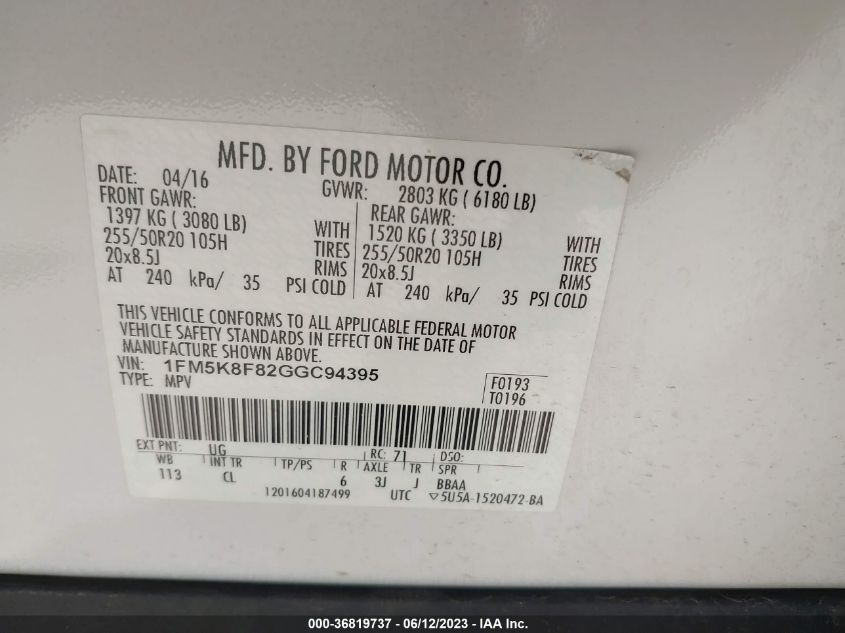 MFD. BY FORD MOTOR CO.
DATE: 04/16 GVWR: 2803 KG ( 6180 LB)
FRONT GAWR: REAR GAWR:
1397 KG ( 3080 LB) WITH 1520 KG ( 3350 LB) WITH
255/50R20 105H TIRES 255/50R20 105H TIRES
20x8.5J RIMS 20x8.5J RIMS
AT 240 kPa/ 35 PSI COLD AT 240 kPa/ 35 PSI COLD
THIS VEHICLE CONFORMS TO ALL APPLICABLE FEDERAL MOTOR
VEHICLE SAFETY STANDARDS IN EFFECT ON THE DATE OF
MANUFACTURE SHOWN ABOVE.
VIN: 1FM5K8F82GGC94395
TYPE: MPV
F0193
T0196
EXT PNT: UG RC: 71 DSO:
WB INT TR TP/PS R AXLE TR SPR
113 CL 6 3J J BBAA
1201604187499 UTC ▽5U5A-1520472-BA
000-36819737 - 06/12/2023 - IAA Inc.